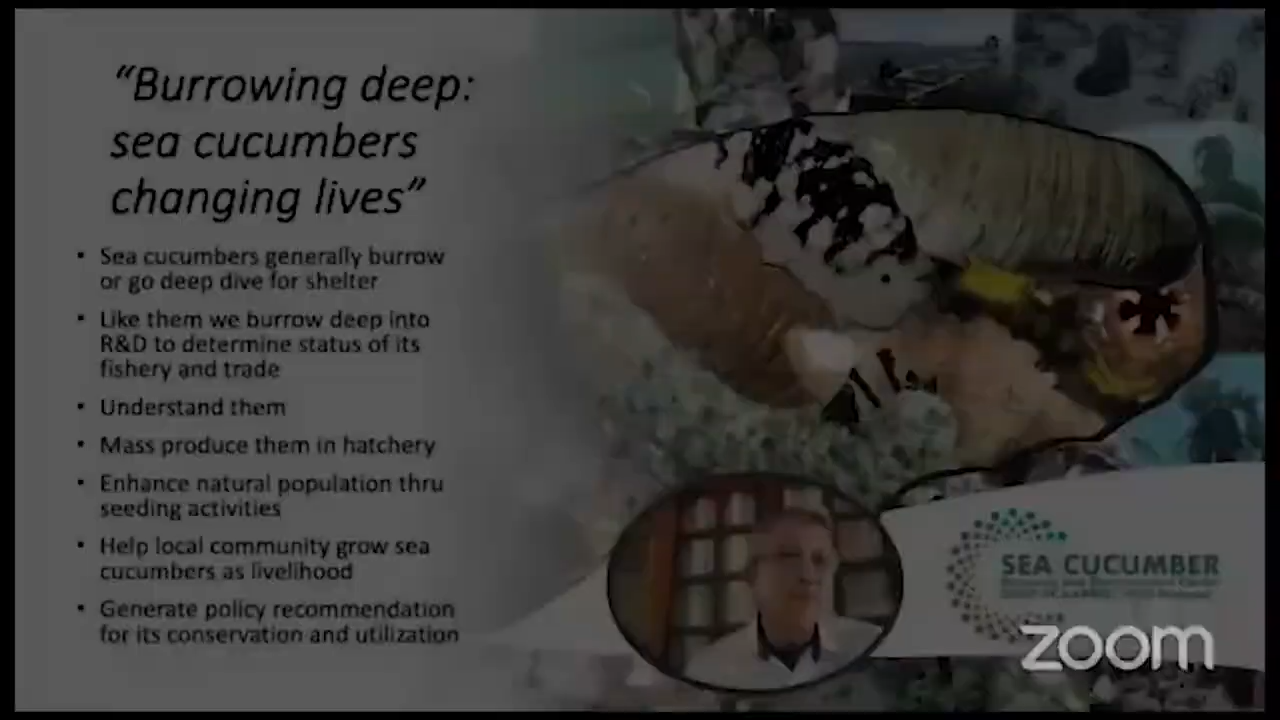 “Burrowing deep:
sea cucumbers
changing lives”
• Sea cucumbers generally burrow
or go deep dive for shelter
• Like them we burrow deep into
R&D to determine status of its
fishery and trade
• Understand them
• Mass produce them in hatchery
• Enhance natural population thru
seeding activities
• Help local community grow sea
cucumbers as livelihood
• Generate policy recommendation
for its conservation and utilization
SEA CUCUMBER
zoom